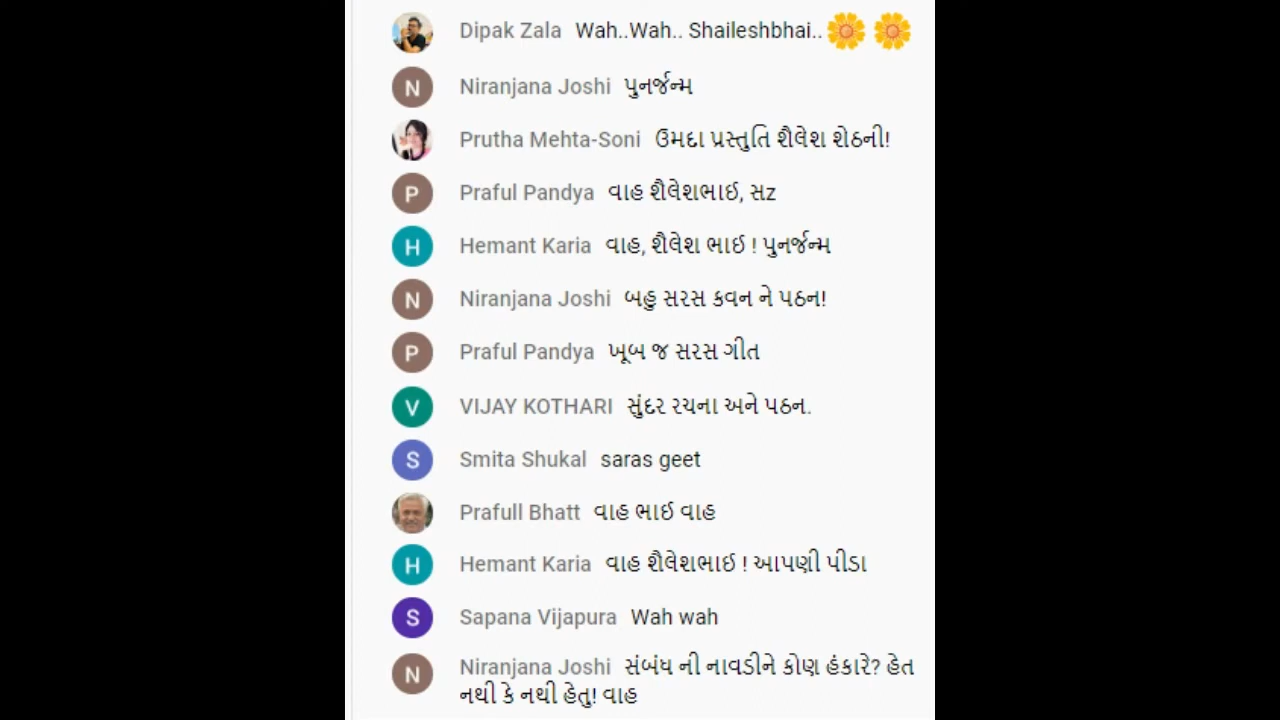 Dipak Zala Wah..Wah.. Shaileshbhai..🌼 🌼
N Niranjana Joshi પુનર્જન્મ
Prutha Mehta-Soni ઉમદા પ્રસ્તુતિ શૈલેશ શેઠની!
P Praful Pandya વાહ શૈલેશભાઈ, સz
H Hemant Karia વાહ, શૈલેશ ભાઈ ! પુનર્જન્મ
N Niranjana Joshi બહુ સરસ કવન ને પઠન!
P Praful Pandya ખૂબ જ સરસ ગીત
V VIJAY KOTHARI સુંદર રચના અને પઠન.
S Smita Shukal saras geet
Prafull Bhatt વાહ ભાઈ વાહ
H Hemant Karia વાહ શૈલેશભાઈ ! આપણી પીડા
S Sapana Vijapura Wah wah
N Niranjana Joshi સંબંધ ની નાવડીને કોણ હંકારે? હેત
નથી કે નથી હેતુ! વાહ